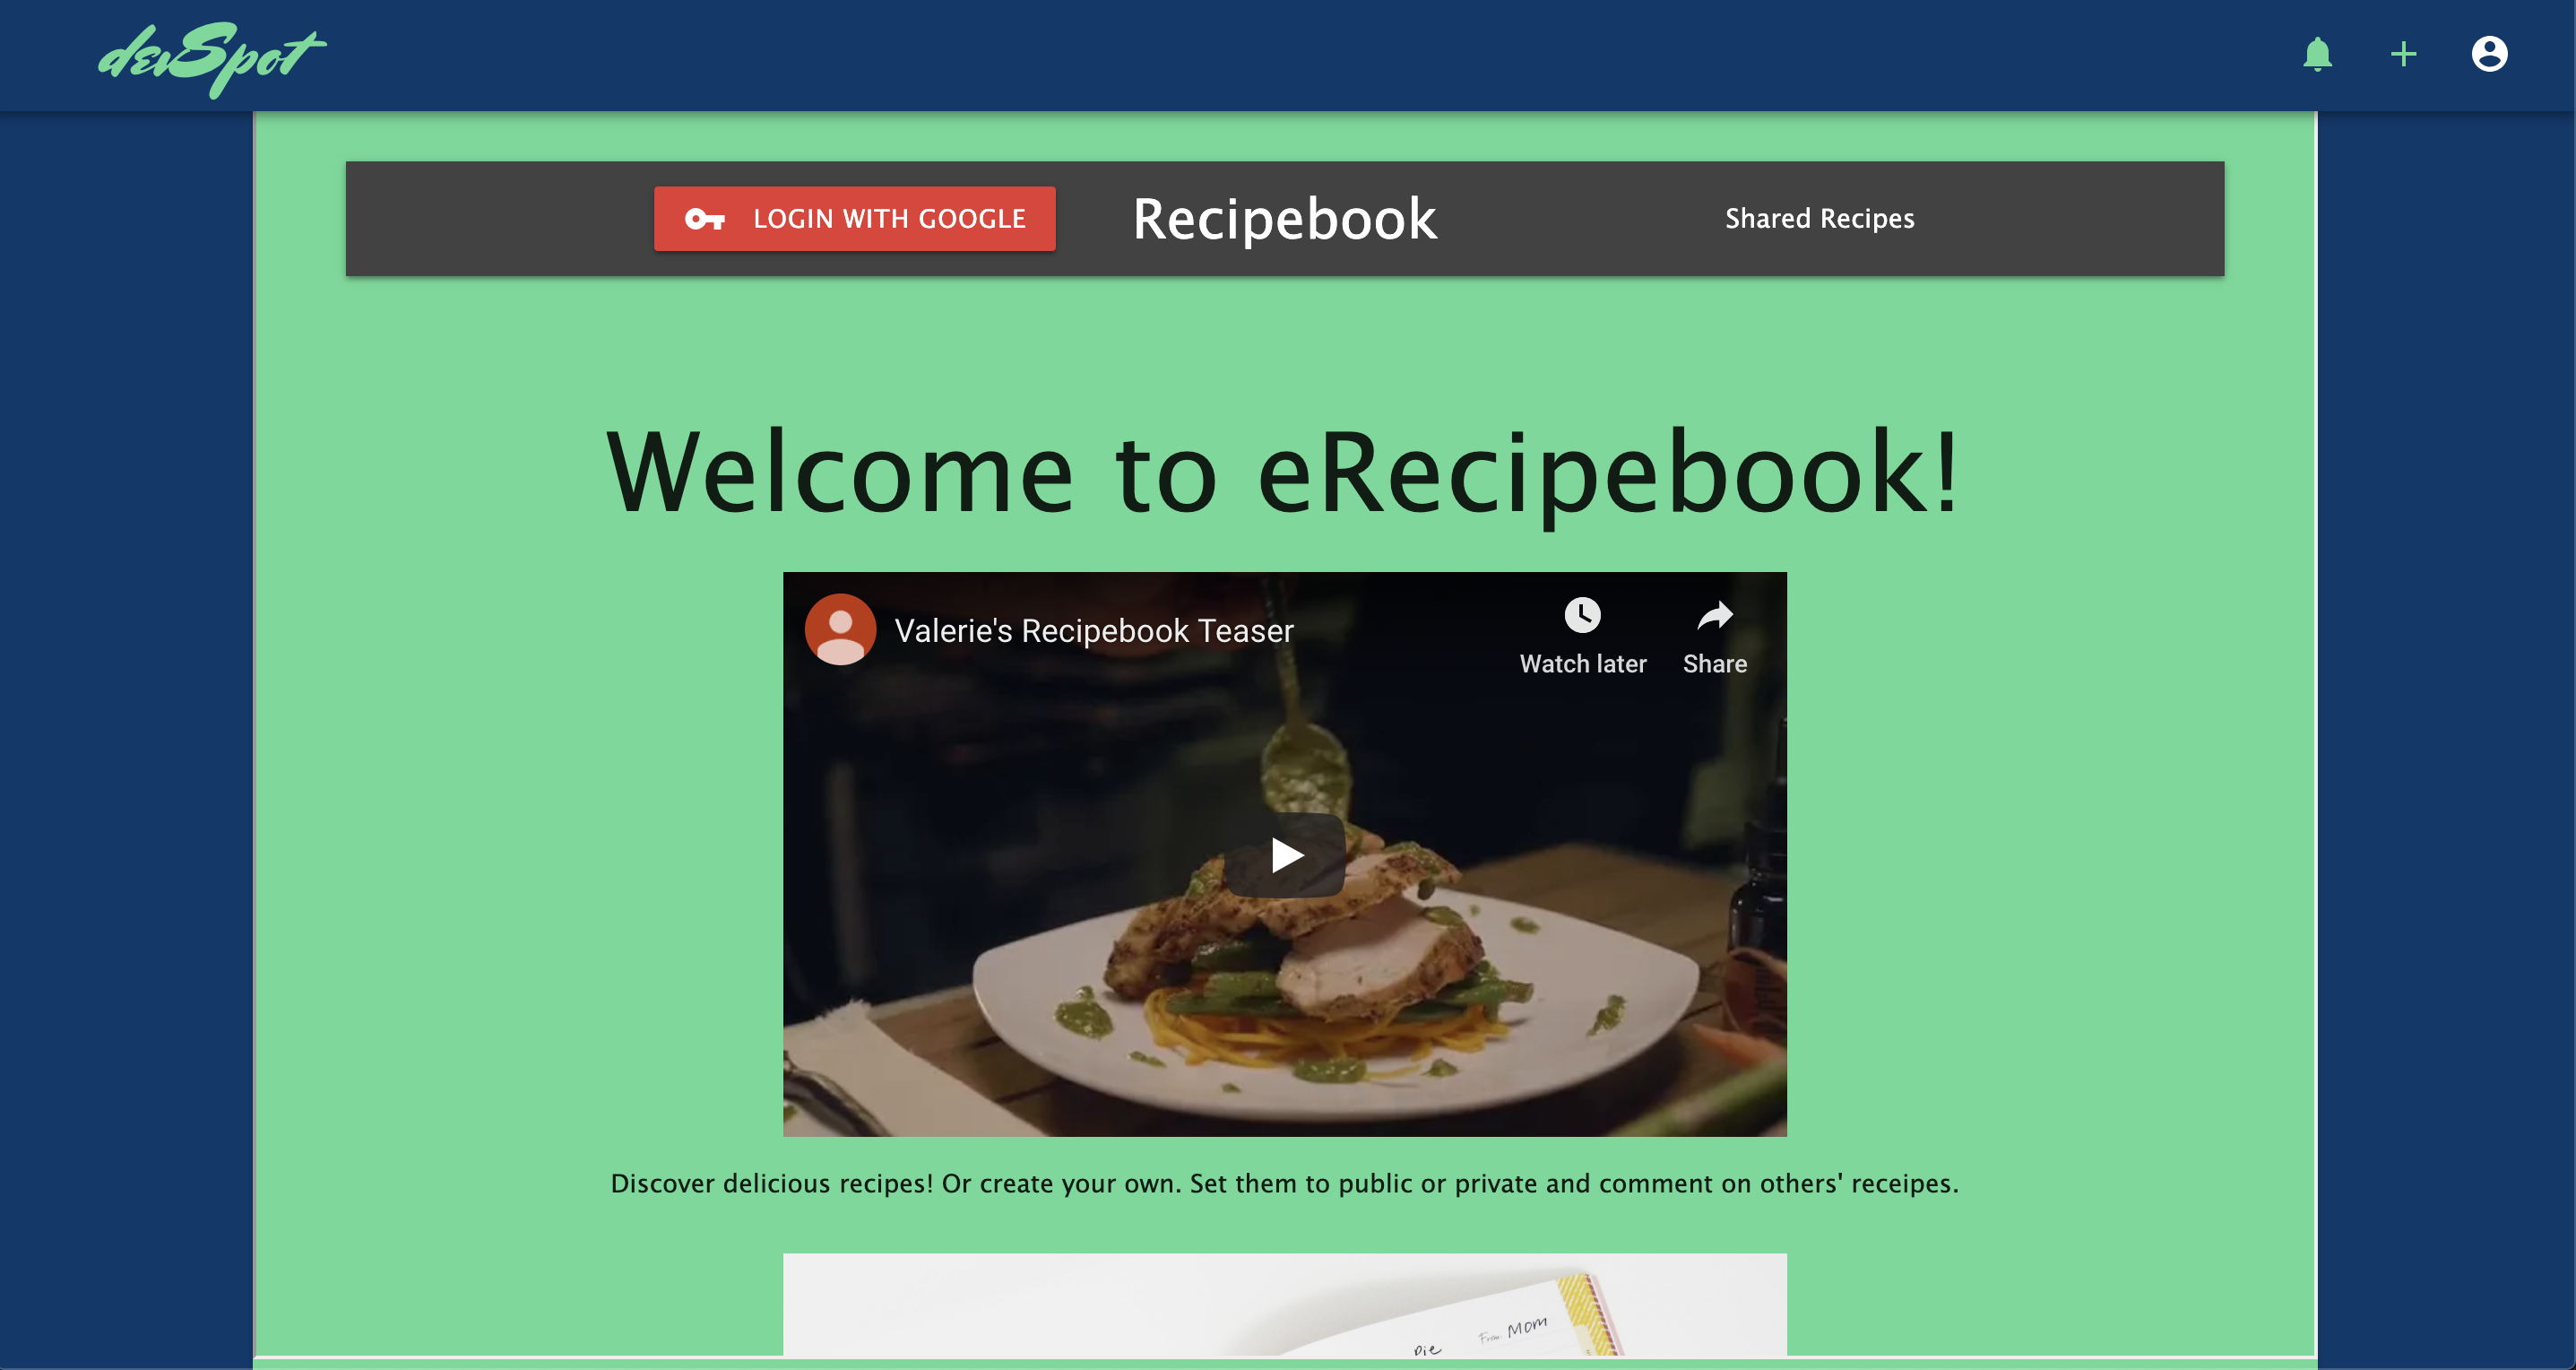 devSpot
LOGIN WITH GOOGLE
Recipebook
Shared Recipes
Welcome to eRecipebook!
Valerie's Recipebook Teaser
Watch later
Share
Discover delicious recipes! Or create your own. Set them to public or private and comment on others' receipes.
From: Mom
Pie